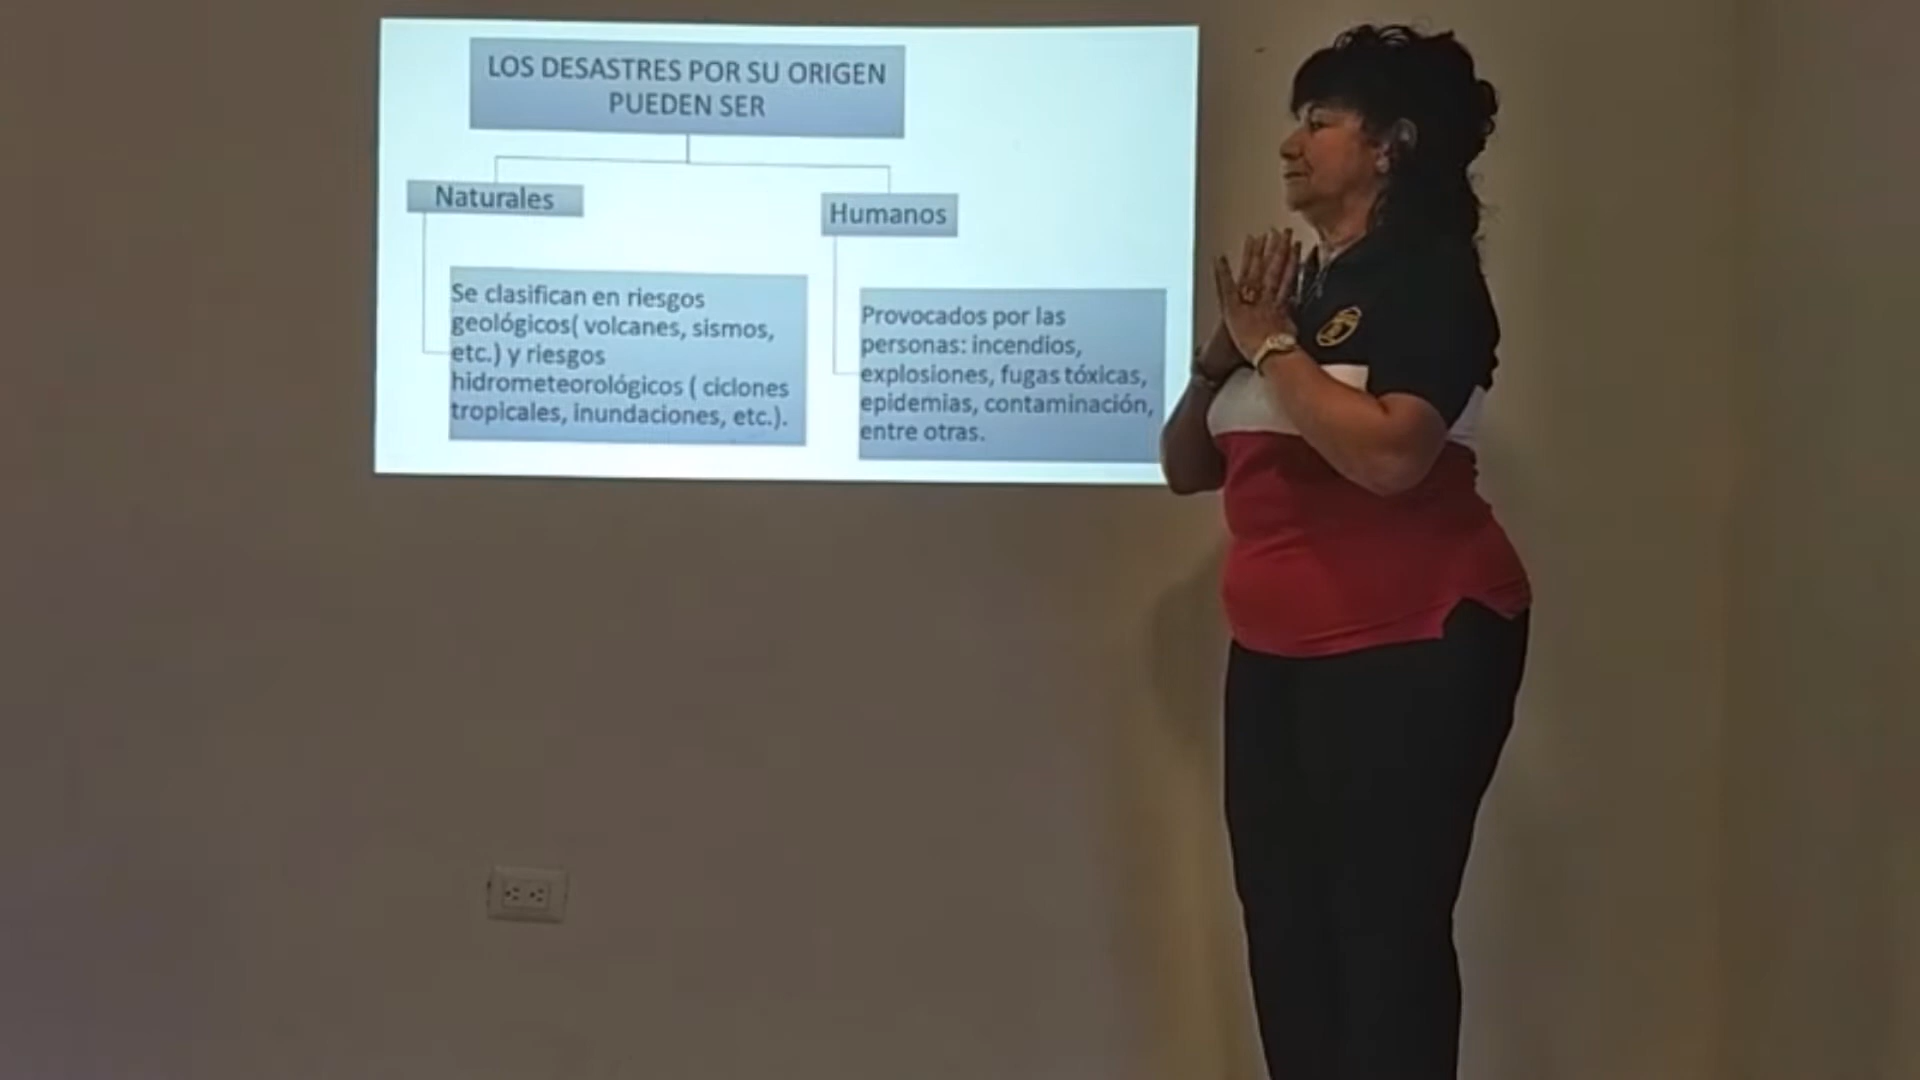 LOS DESASTRES POR SU ORIGEN
PUEDEN SER
Naturales
Humanos
Se clasifican en riesgos
geológicos( volcanes, sismos,
etc.) y riesgos
hidrometeorológicos ( ciclones
tropicales, inundaciones, etc.).
Provocados por las
personas: incendios,
explosiones, fugas tóxicas,
epidemias, contaminación,
entre otras.